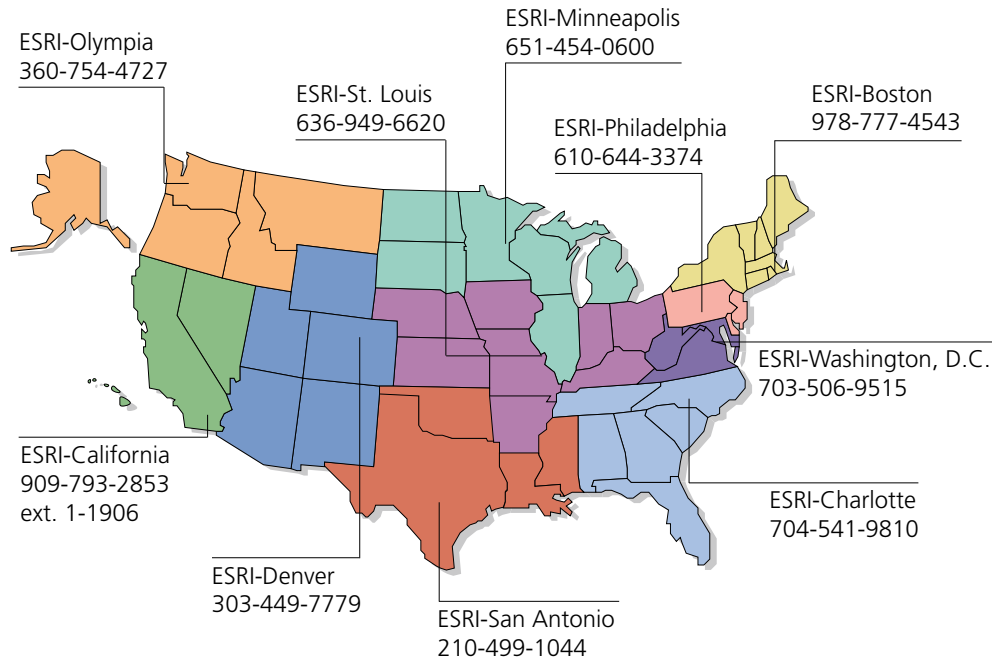 ESRI-Minneapolis
651-454-0600
ESRI-Olympia
360-754-4727
ESRI-St. Louis
636-949-6620
ESRI-Boston
978-777-4543
ESRI-Philadelphia
610-644-3374
ESRI-Washington, D.C.
703-506-9515
ESRI-California
909-793-2853
ext. 1-1906
ESRI-Charlotte
704-541-9810
ESRI-Denver
303-449-7779
ESRI-San Antonio
210-499-1044